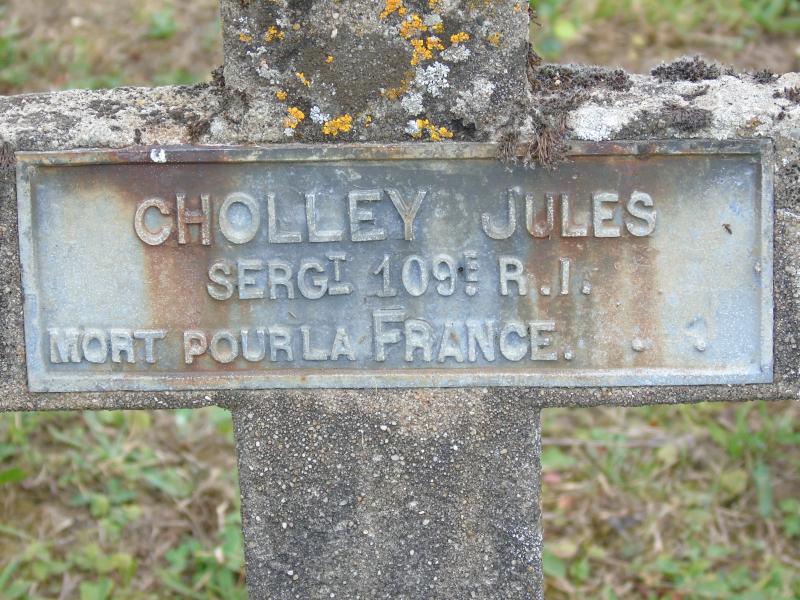 CHOLLEY JULES
SERGT 109E R.I.
MORT POUR LA FRANCE.